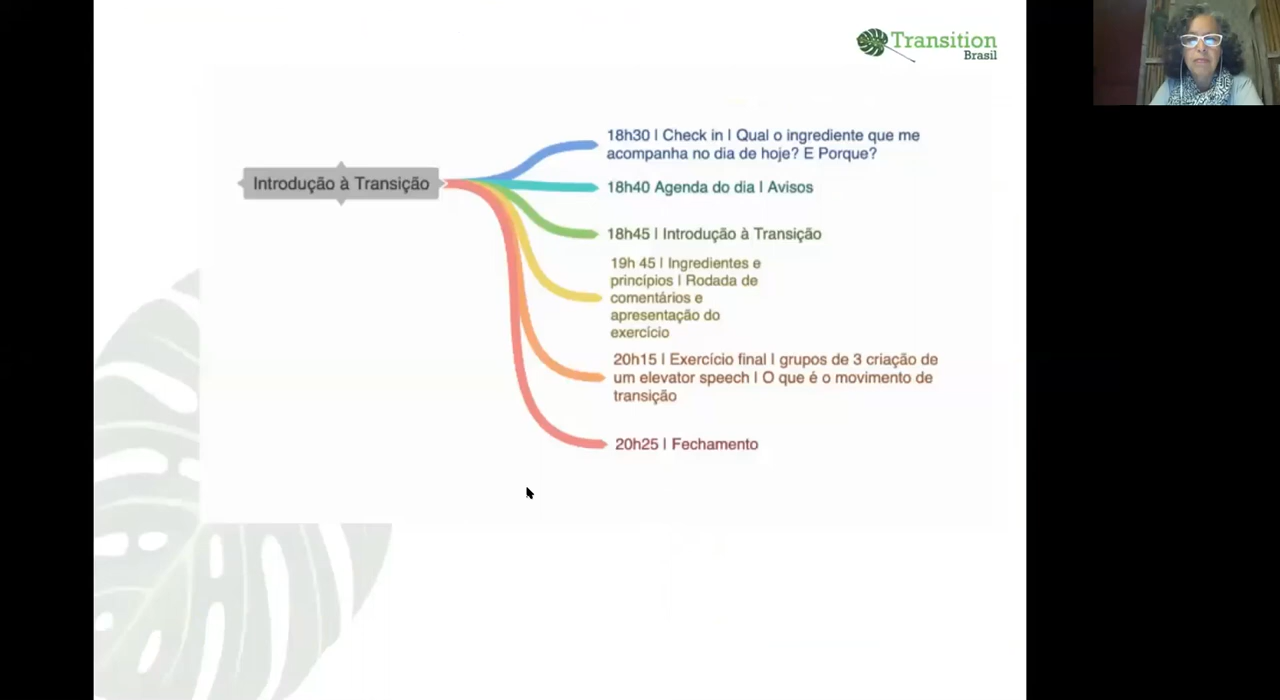 Transition
Brasil
18h30 | Check in | Qual o ingrediente que me
acompanha no dia de hoje? E Porque?
Introdução à Transição
18h40 Agenda do dia | Avisos
18h45 | Introdução à Transição
19h 45 | Ingredientes e
princípios | Rodada de
comentários e
apresentação do
exercício
20h15 | Exercício final | grupos de 3 criação de
um elevator speech | O que é o movimento de
transição
20h25 | Fechamento